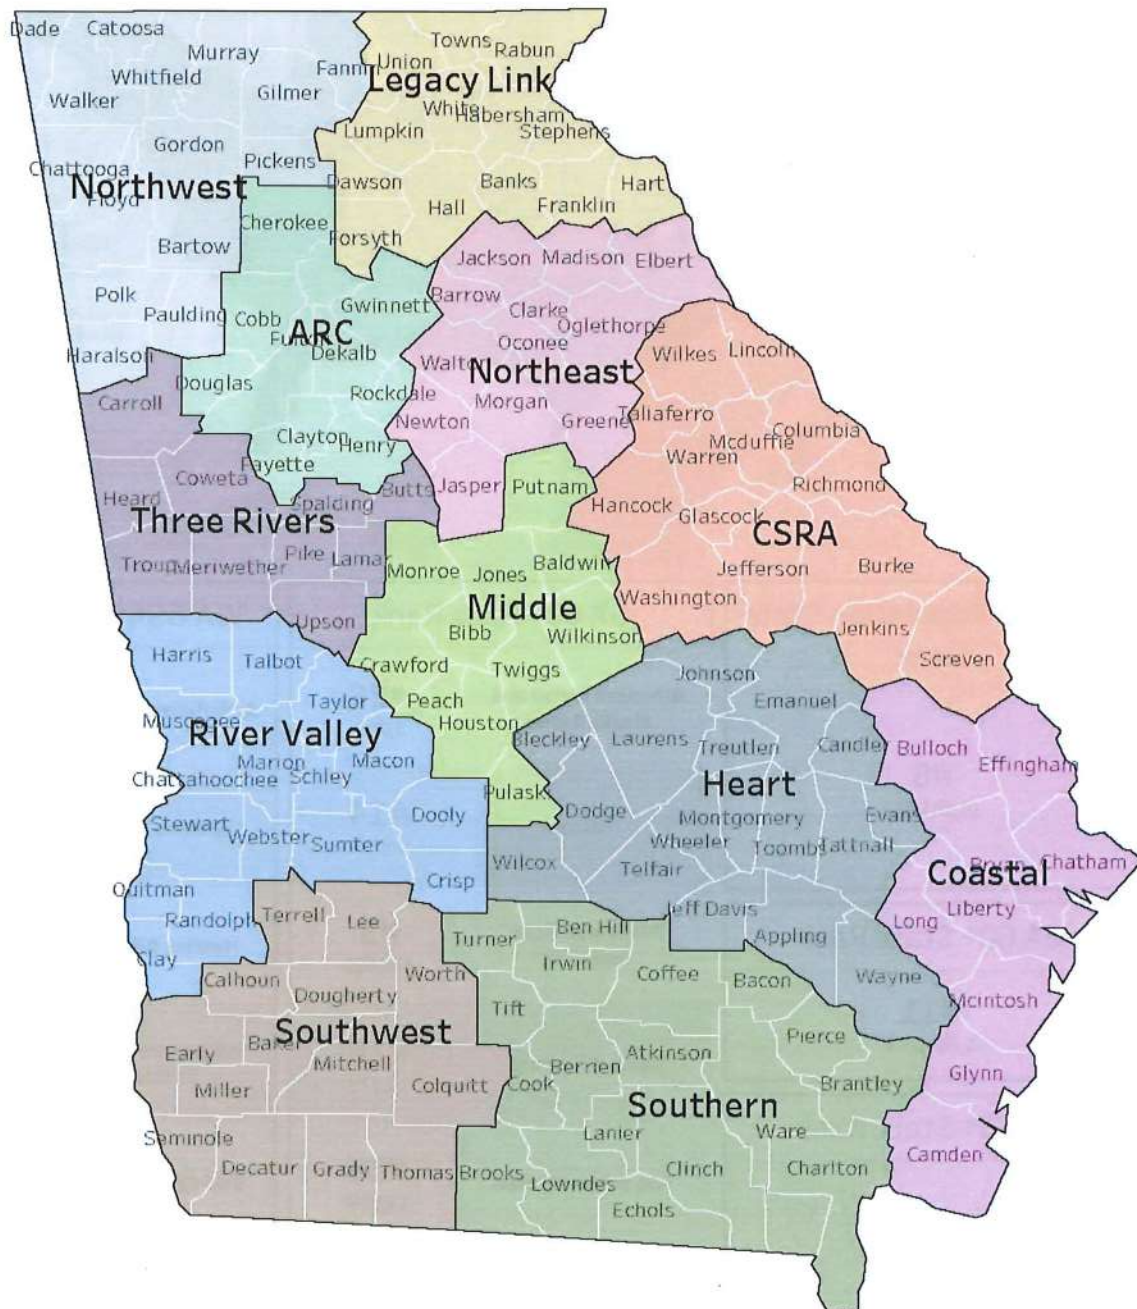 Dade
Catoosa
Murray
Whitfield
Fannin
Walker
Gilmer
Gordon
Chattooga
Pickens
Northwest
Floyd
Bartow
Polk
Paulding
Haralson
Towns
Rabun
Union
Legacy Link
White
Habersham
Lumpkin
Stephens
Dawson
Banks
Hart
Hall
Franklin
Forsyth
Cherokee
Gwinnett
Cobb
ARC
Dekalb
Douglas
Rockdale
Clayton
Henry
Fayette
Jackson
Madison
Elbert
Barrow
Clarke
Oglethorpe
Oconee
Walton
Northeast
Morgan
Newton
Greene
Jasper
Wilkes
Lincoln
Taliaferro
Columbia
Mcduffie
Warren
Richmond
Hancock
Glascock
CSRA
Jefferson
Burke
Washington
Jenkins
Screven
Carroll
Coweta
Heard
Spalding
Butts
Three Rivers
Pike
Lamar
Troup
Meriwether
Upson
Putnam
Baldwin
Monroe
Jones
Middle
Bibb
Wilkinson
Crawford
Twiggs
Peach
Houston
Pulaski
Harris
Talbot
Taylor
Muscogee
River Valley
Marion
Macon
Chattahoochee
Schley
Stewart
Dooly
Webster
Sumter
Quitman
Crisp
Randolph
Clay
Johnson
Emanuel
Bleckley
Laurens
Treutlen
Candler
Heart
Dodge
Montgomery
Evans
Wheeler
Toombs
Tattnall
Wilcox
Telfair
Jeff Davis
Appling
Wayne
Bulloch
Effingham
Bryan
Chatham
Coastal
Liberty
Long
Mcintosh
Glynn
Camden
Terrell
Lee
Calhoun
Worth
Dougherty
Southwest
Baker
Early
Mitchell
Miller
Colquitt
Seminole
Decatur
Grady
Thomas
Turner
Ben Hill
Irwin
Coffee
Bacon
Tift
Pierce
Atkinson
Berrien
Cook
Brantley
Southern
Lanier
Ware
Brooks
Clinch
Charlton
Lowndes
Echols